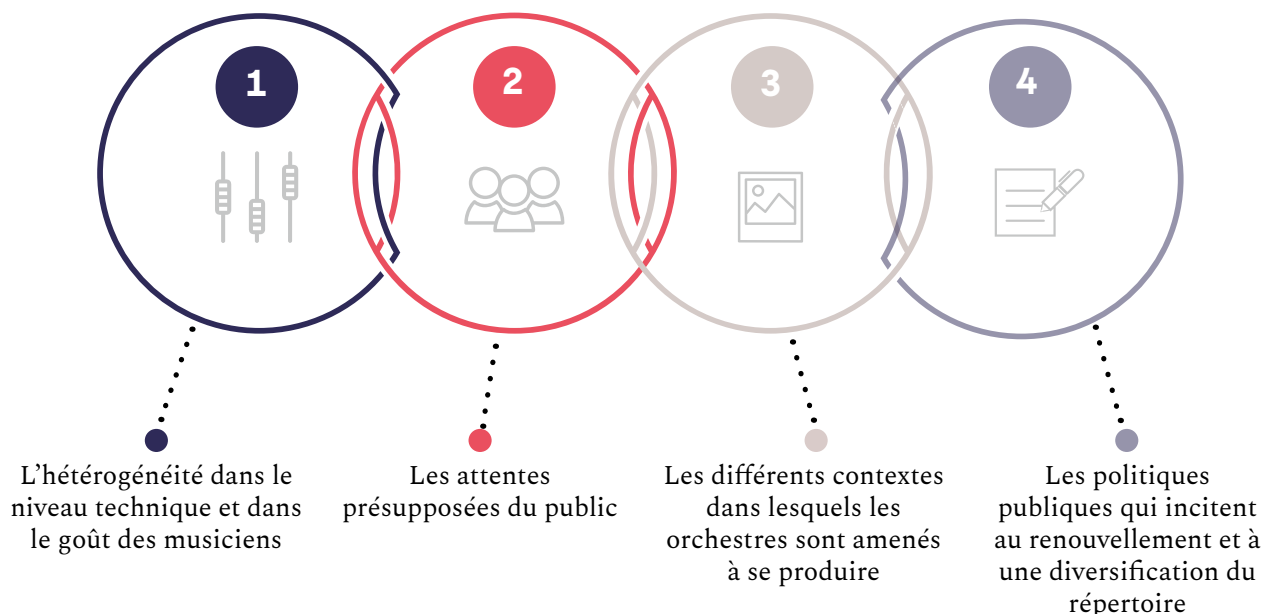 1
2
3
4
L’hétérogénéité dans le
niveau technique et dans
le goût des musiciens
Les attentes
présupposées du public
Les différents contextes
dans lesquels les
orchestres sont amenés
à se produire
Les politiques
publiques qui incitent
au renouvellement et à
une diversification du
répertoire